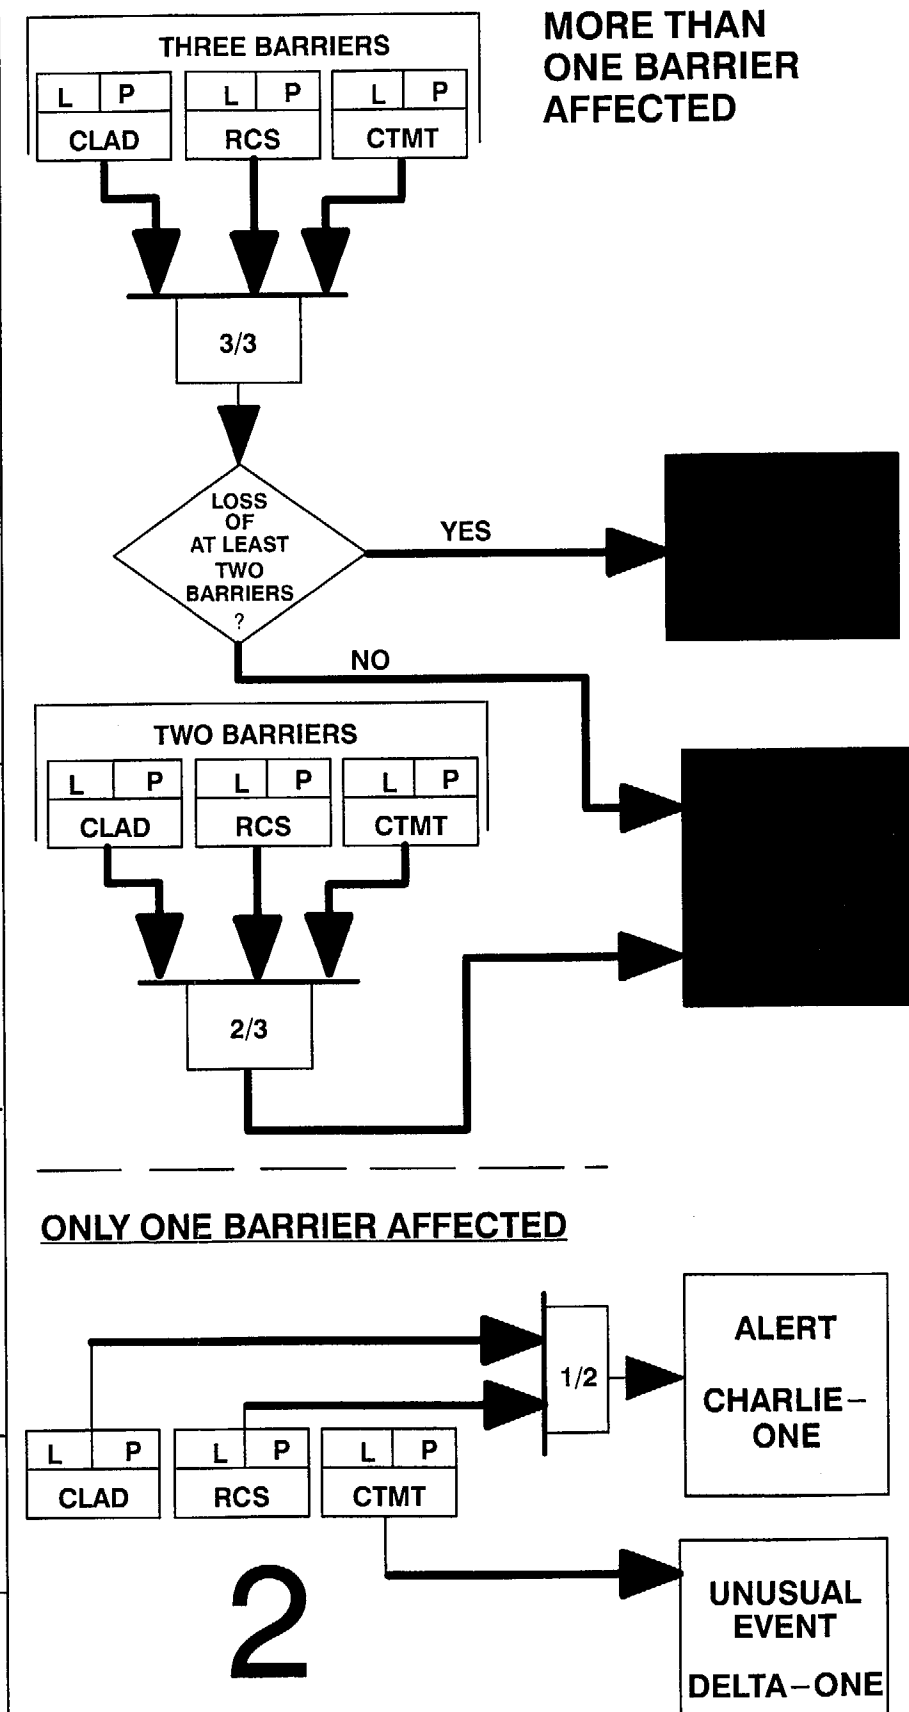 MORE THAN
ONE BARRIER
AFFECTED
THREE BARRIERS
L P L P L P
CLAD RCS CTMT
3/3
LOSS
OF
AT LEAST
TWO
BARRIERS
?
YES
NO
TWO BARRIERS
L P L P L P
CLAD RCS CTMT
2/3
ONLY ONE BARRIER AFFECTED
1/2
ALERT
CHARLIE–
ONE
L P L P L P
CLAD RCS CTMT
UNUSUAL
EVENT
DELTA–ONE
2